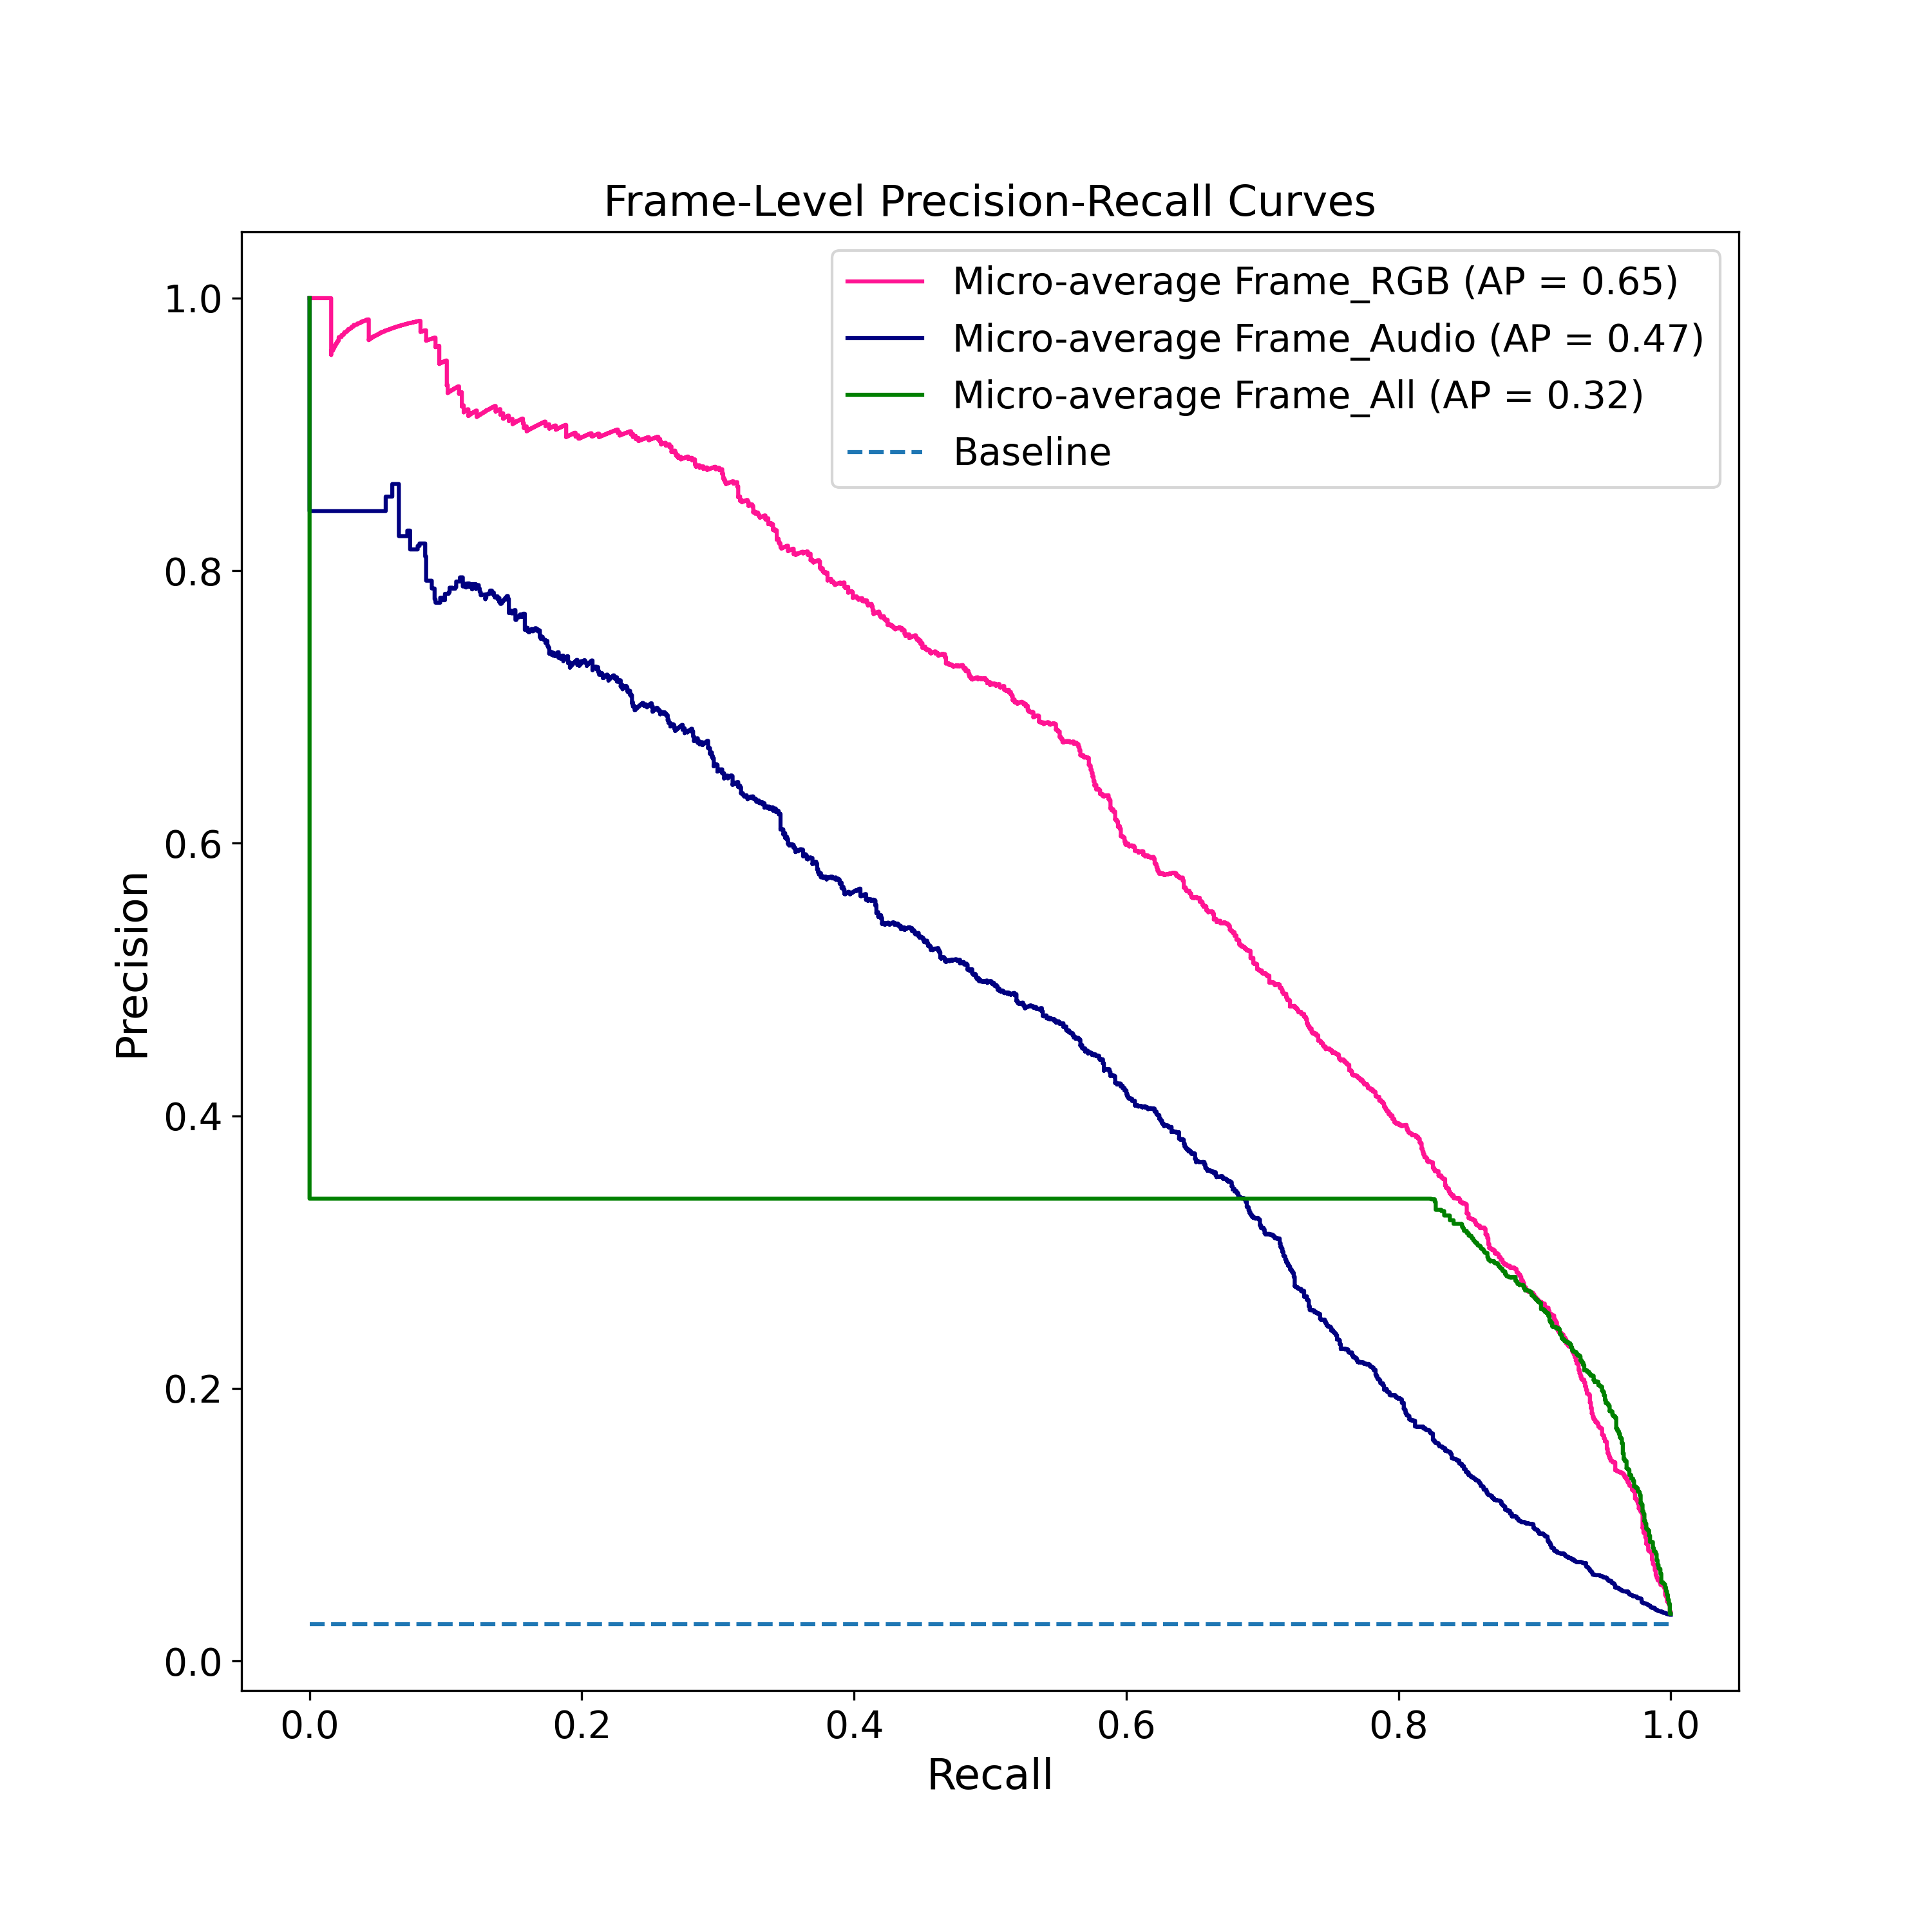 Frame-Level Precision-Recall Curves
Micro-average Frame_RGB (AP = 0.65)
Micro-average Frame_Audio (AP = 0.47)
Micro-average Frame_All (AP = 0.32)
Baseline
1.0
0.8
0.6
0.4
0.2
0.0
Precision
0.0 0.2 0.4 0.6 0.8 1.0
Recall